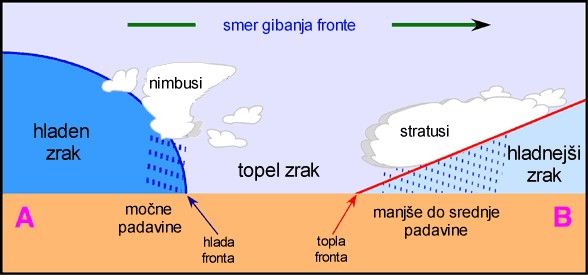 smer gibanja fronte
nimbusi
hladen
zrak
topel zrak
stratusi
hladnejši
zrak
A
močne
padavine
hlada
fronta
topla
fronta
manjše do srednje
padavine
B